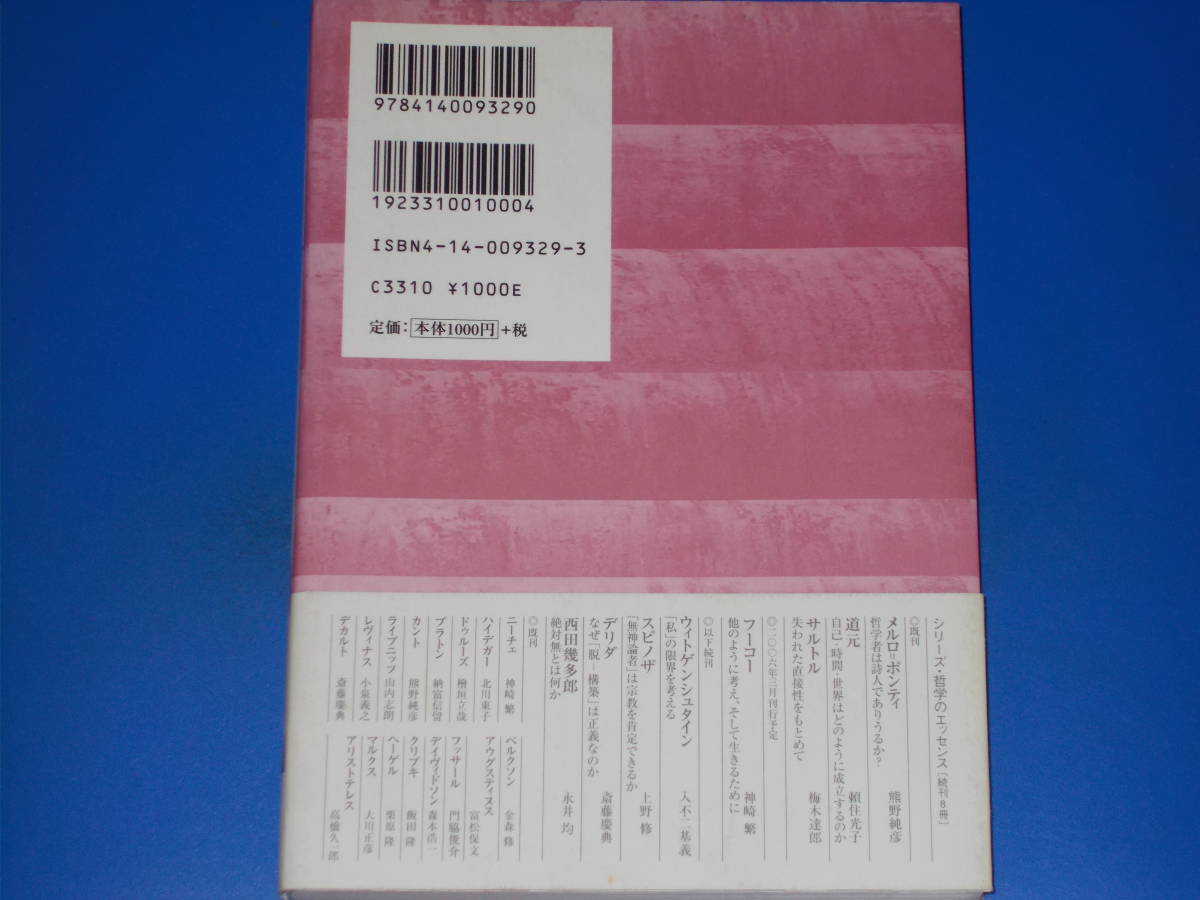 9784140093290
1923310010004
ISBN4-14-009329-3
C3310 ¥1000E
定価：本体1000円+税
シリーズ・哲学のエッセンス［続刊8冊］
◎既刊
メルロ=ポンティ 熊野純彦
哲学者は詩人でありうるか？
道元 頼住光子
自己・時間・世界はどのように成立するのか
サルトル 梅木達郎
失われた直接性をもとめて
◎二〇〇六年三月刊行予定
フーコー 神崎繁
他のように考え、そして生きるために
◎以下続刊
ウィトゲンシュタイン 入不二基義
「私」の限界を考える
スピノザ 上野修
「無神論者」は宗教を肯定できるか
デリダ 斎藤慶典
なぜ「脱-構築」は正義なのか
西田幾多郎 永井均
絶対無とは何か
◎既刊
ニーチェ 神崎繁
ハイデガー 北川東子
ドゥルーズ 檜垣立哉
プラトン 納富信留
カント 熊野純彦
ライプニッツ 山内志朗
レヴィナス 小泉義之
デカルト 斎藤慶典
ベルクソン 金森修
アウグスティヌス 富松保文
フッサール 門脇俊介
デイヴィドソン 森本浩一
クリプキ 飯田隆
ヘーゲル 栗原隆
マルクス 大川正彦
アリストテレス 高橋久一郎